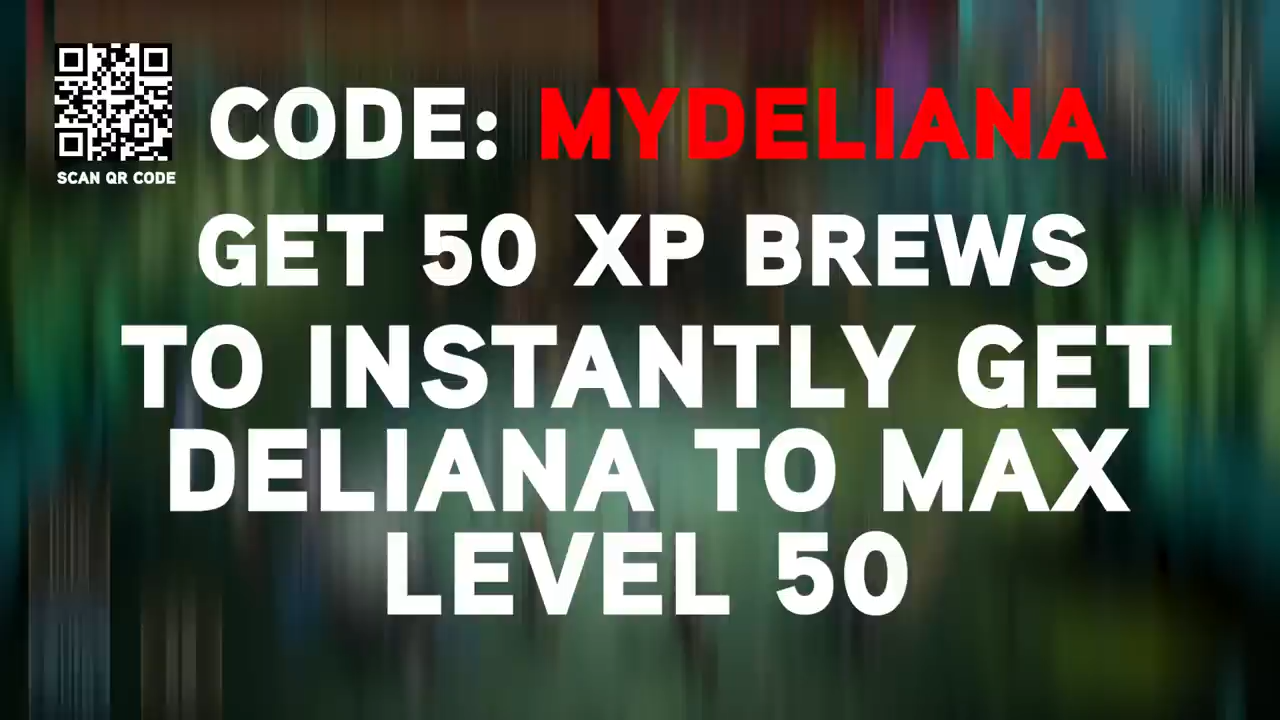 CODE: MYDELIANA
SCAN QR CODE
GET 50 XP BREWS
TO INSTANTLY GET
DELIANA TO MAX
LEVEL 50